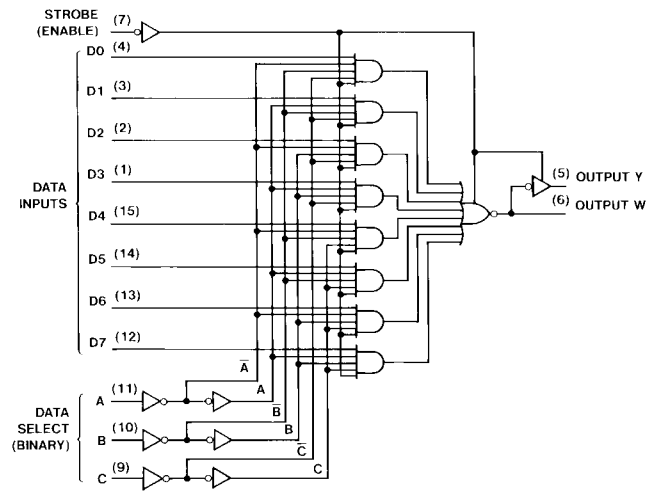 STROBE (7)
(ENABLE)
D0 (4)
D1 (3)
D2 (2)
D3 (1)
DATA
INPUTS
D4 (15)
D5 (14)
D6 (13)
D7 (12)
(5) OUTPUT Y
(6) OUTPUT W
A̅
A (11)
A
B̅
DATA
SELECT
(BINARY)
B (10)
B
C̅
C (9)
C